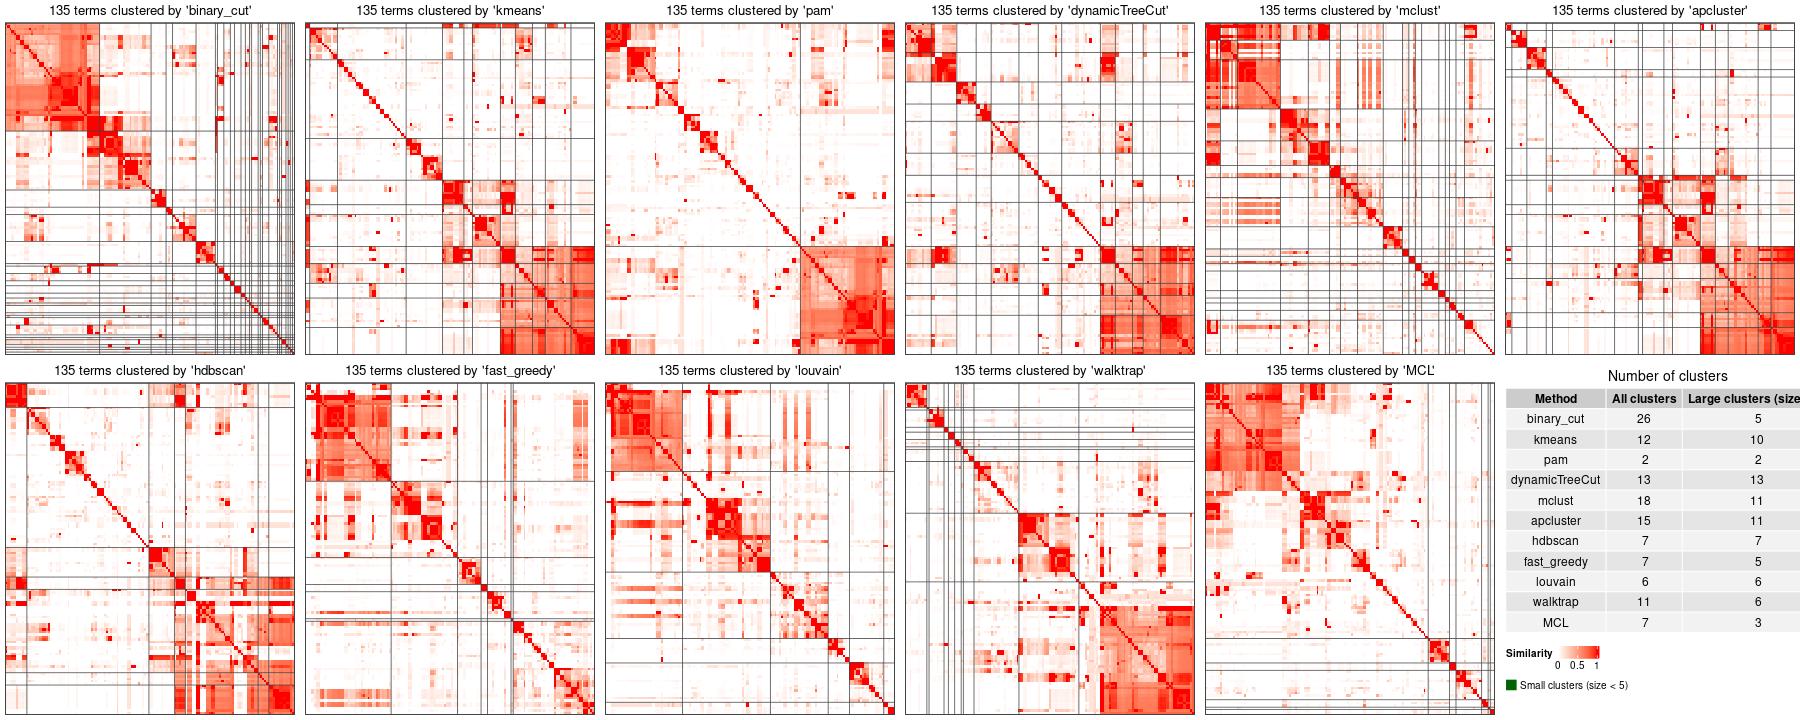 135 terms clustered by 'binary_cut'
135 terms clustered by 'kmeans'
135 terms clustered by 'pam'
135 terms clustered by 'dynamicTreeCut'
135 terms clustered by 'mclust'
135 terms clustered by 'apcluster'
135 terms clustered by 'hdbscan'
135 terms clustered by 'fast_greedy'
135 terms clustered by 'louvain'
135 terms clustered by 'walktrap'
135 terms clustered by 'MCL'
Number of clusters
Method All clusters Large clusters (size
binary_cut 26 5
kmeans 12 10
pam 2 2
dynamicTreeCut 13 13
mclust 18 11
apcluster 15 11
hdbscan 7 7
fast_greedy 7 5
louvain 6 6
walktrap 11 6
MCL 7 3
Similarity
0 0.5 1
Small clusters (size < 5)